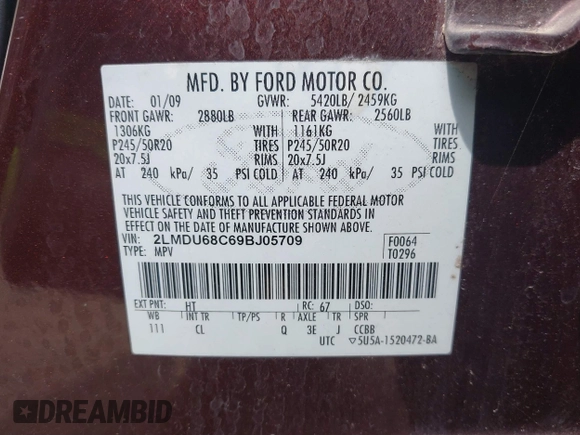 MFD. BY FORD MOTOR CO.
DATE: 01/09 GVWR: 5420LB/ 2459KG
FRONT GAWR: 2880LB REAR GAWR: 2560LB
1306KG WITH 1161KG WITH
P245/50R20 TIRES P245/50R20 TIRES
20x7.5J RIMS 20x7.5J RIMS
AT 240 kPa/ 35 PSI COLD AT 240 kPa/ 35 PSI COLD
THIS VEHICLE CONFORMS TO ALL APPLICABLE FEDERAL MOTOR
VEHICLE SAFETY AND THEFT PREVENTION STANDARDS IN
EFFECT ON THE DATE OF MANUFACTURE SHOWN ABOVE.
VIN: 2LMDU68C69BJ05709 F0064
TYPE: MPV T0296
EXT PNT: HT RC: 67 DSO:
WB INT TR TP/PS R AXLE TR SPR
111 CL Q 3E J CCBB
UTC ▽5U5A-1520472-BA
DREAMBID